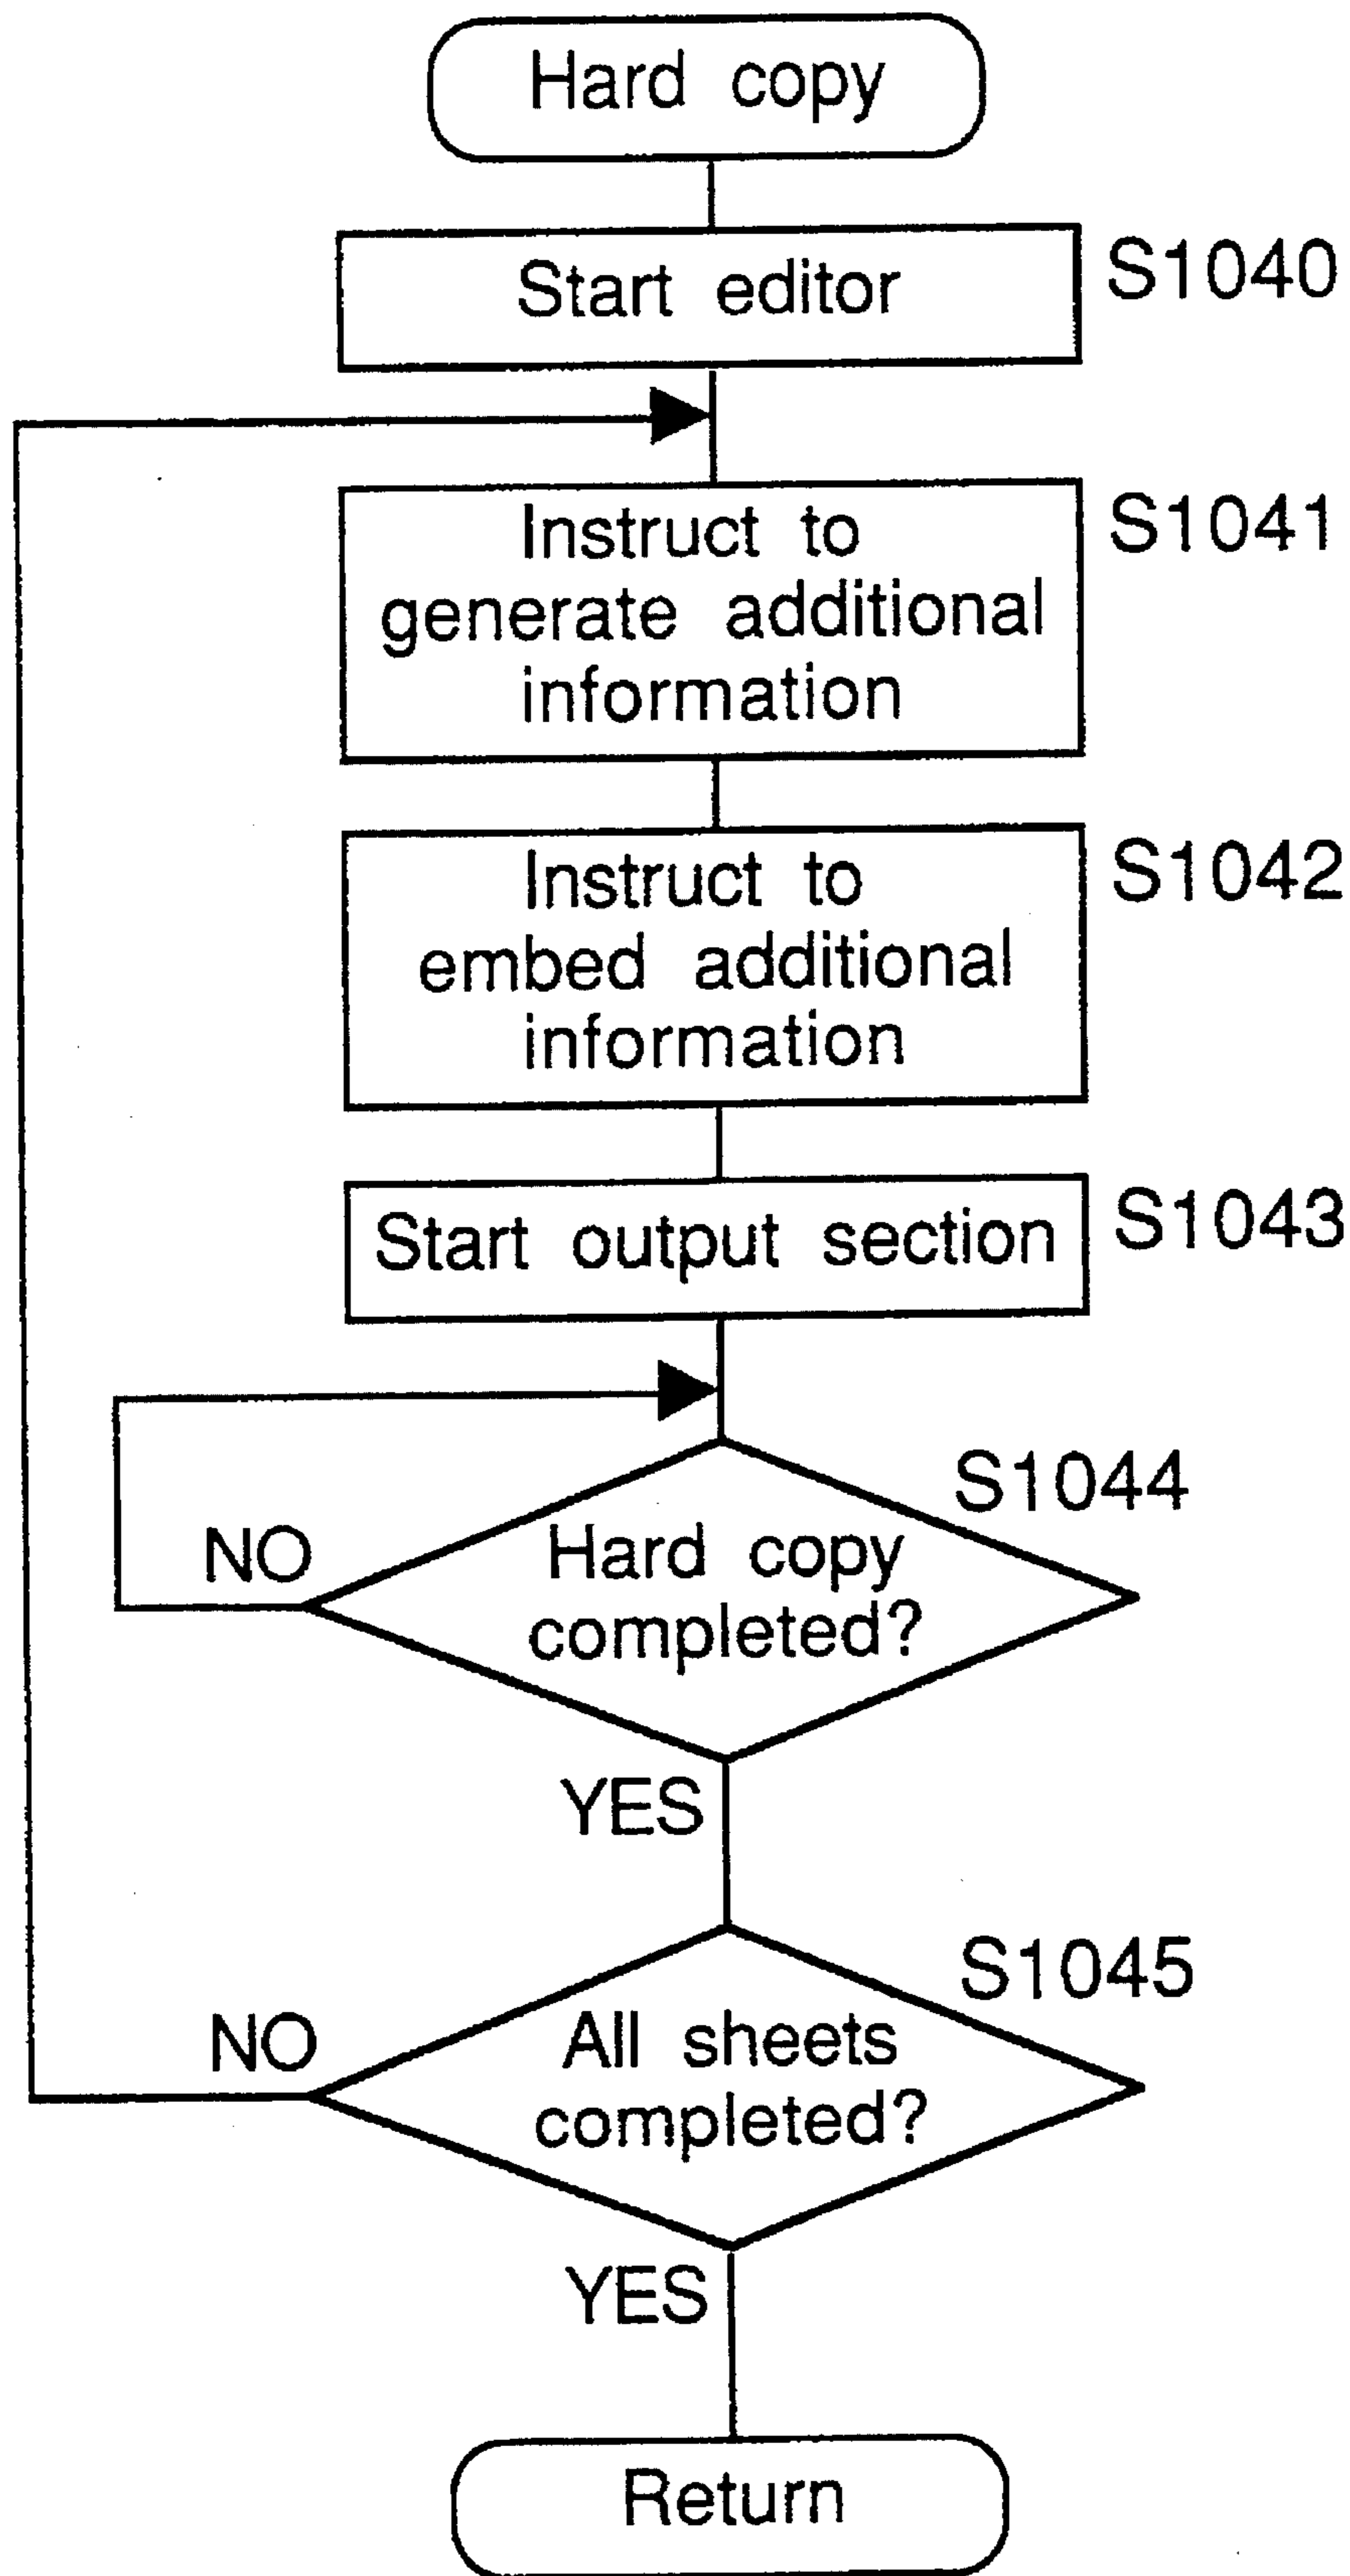 Hard copy
Start editor
S1040
Instruct to
generate additional
information
S1041
Instruct to
embed additional
information
S1042
Start output section
S1043
S1044
NO
Hard copy
completed?
YES
S1045
NO
All sheets
completed?
YES
Return